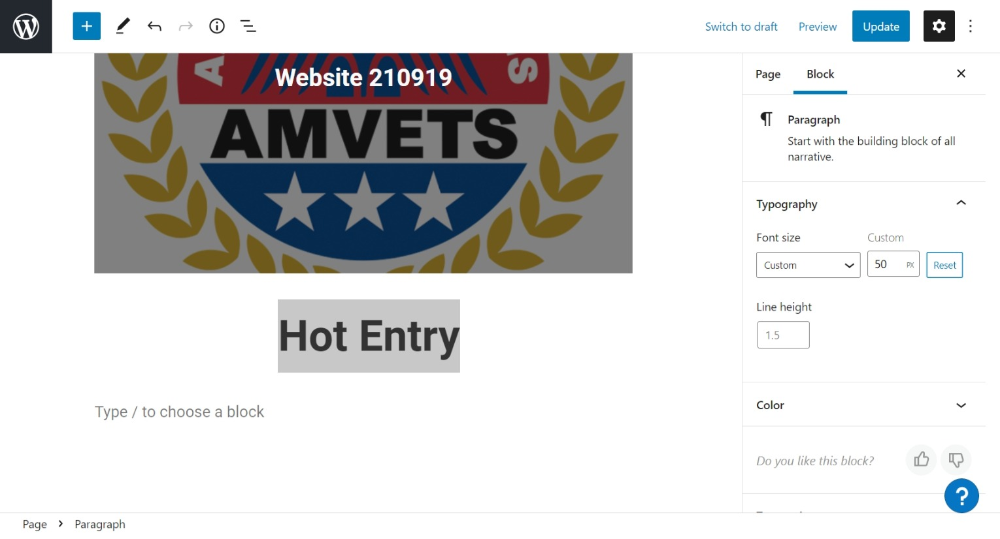 Switch to draft
Preview
Update
Website 210919
AMVETS
Hot Entry
Type / to choose a block
Page
Block
Paragraph
Start with the building block of all
narrative.
Typography
Font size
Custom
Custom
50
PX
Reset
Line height
1.5
Color
Do you like this block?
Page
Paragraph